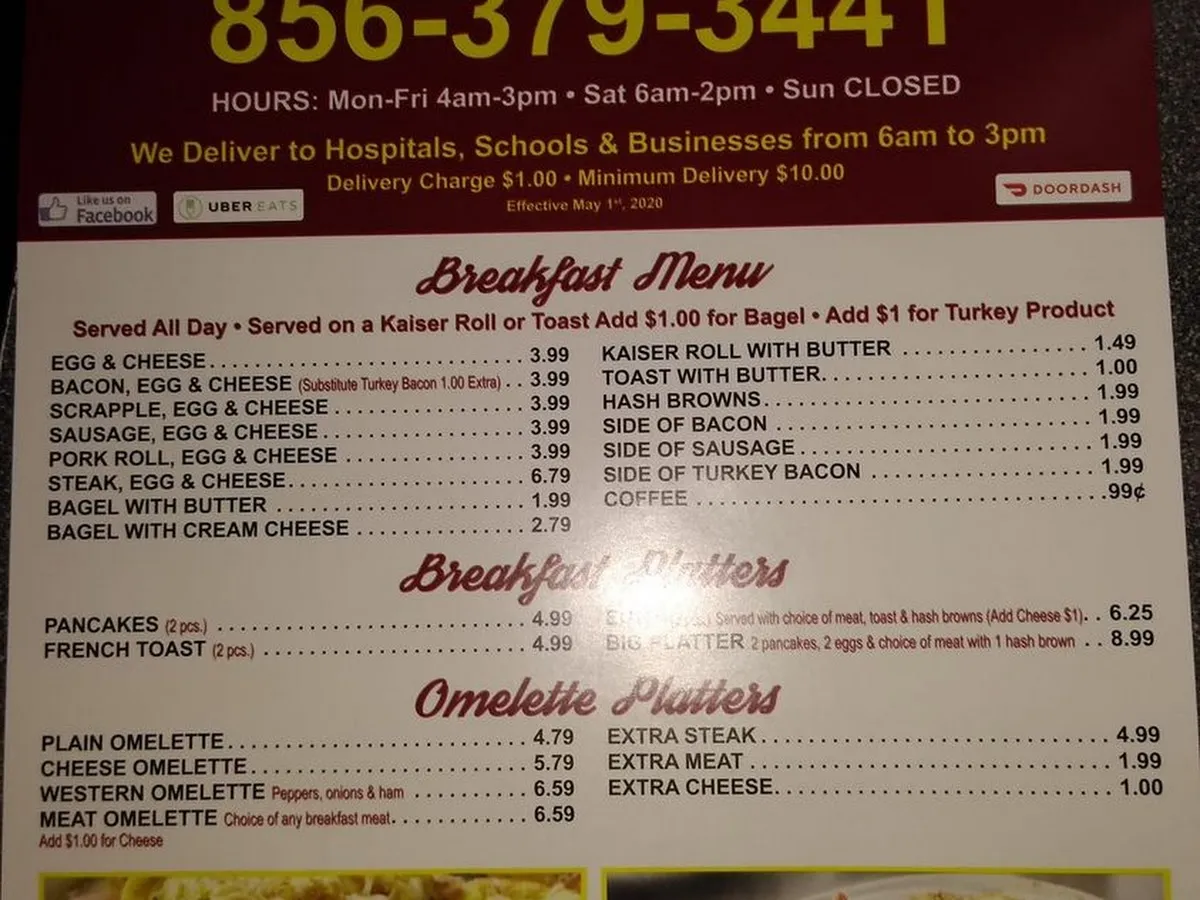 856-379-3441
HOURS: Mon-Fri 4am-3pm • Sat 6am-2pm • Sun CLOSED
We Deliver to Hospitals, Schools & Businesses from 6am to 3pm
Delivery Charge $1.00 • Minimum Delivery $10.00
Effective May 1st, 2020
Like us on
Facebook
UBER EATS
DOORDASH
Breakfast Menu
Served All Day • Served on a Kaiser Roll or Toast Add $1.00 for Bagel • Add $1 for Turkey Product
EGG & CHEESE 3.99
BACON, EGG & CHEESE (Substitute Turkey Bacon 1.00 Extra) 3.99
SCRAPPLE, EGG & CHEESE 3.99
SAUSAGE, EGG & CHEESE 3.99
PORK ROLL, EGG & CHEESE 3.99
STEAK, EGG & CHEESE 6.79
BAGEL WITH BUTTER 1.99
BAGEL WITH CREAM CHEESE 2.79
KAISER ROLL WITH BUTTER 1.49
TOAST WITH BUTTER 1.00
HASH BROWNS 1.99
SIDE OF BACON 1.99
SIDE OF SAUSAGE 1.99
SIDE OF TURKEY BACON 1.99
COFFEE .99¢
Breakfast Platters
PANCAKES (2 pcs.) 4.99
FRENCH TOAST (2 pcs.) 4.99
Served with choice of meat, toast & hash browns (Add Cheese $1) 6.25
BIG PLATTER 2 pancakes, 2 eggs & choice of meat with 1 hash brown 8.99
Omelette Platters
PLAIN OMELETTE 4.79
CHEESE OMELETTE 5.79
WESTERN OMELETTE Peppers, onions & ham 6.59
MEAT OMELETTE Choice of any breakfast meat 6.59
Add $1.00 for Cheese
EXTRA STEAK 4.99
EXTRA MEAT 1.99
EXTRA CHEESE 1.00